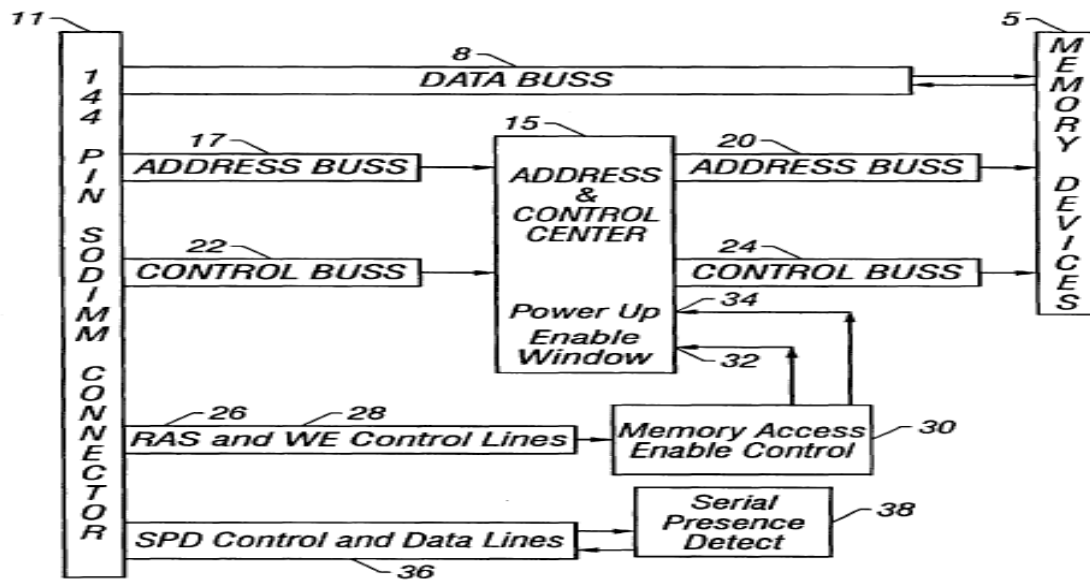 11
5
8
DATA BUSS
144 PIN SODIMM CONNECTOR
MEMORY DEVICES
17
ADDRESS BUSS
15
ADDRESS
&
CONTROL
CENTER
20
ADDRESS BUSS
22
CONTROL BUSS
24
CONTROL BUSS
Power Up
34
Enable
Window
32
26
28
RAS and WE Control Lines
Memory Access
Enable Control
30
SPD Control and Data Lines
36
Serial
Presence
Detect
38